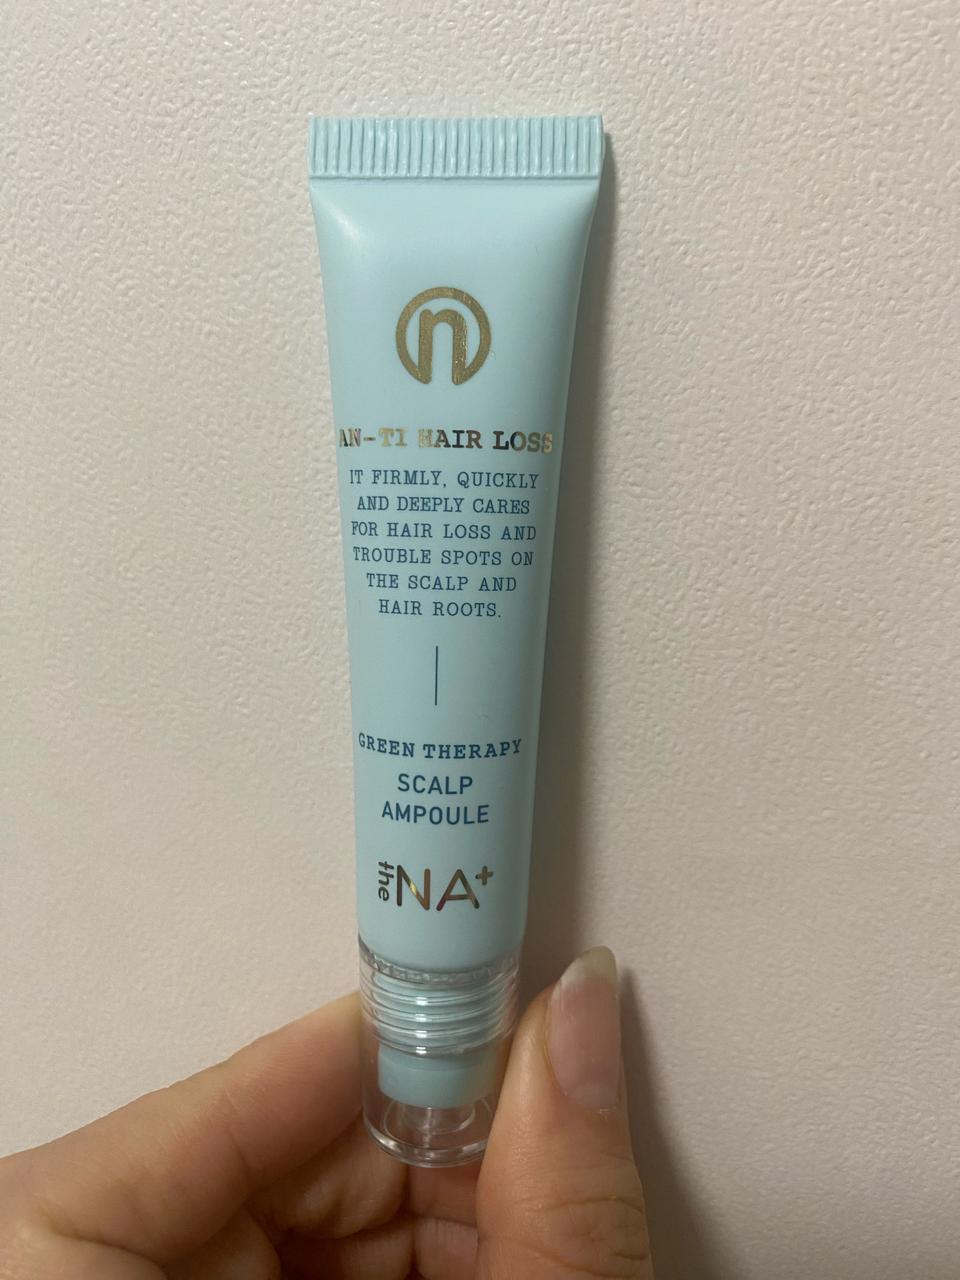 n
AN-TI HAIR LOSS
IT FIRMLY, QUICKLY
AND DEEPLY CARES
FOR HAIR LOSS AND
TROUBLE SPOTS ON
THE SCALP AND
HAIR ROOTS.
GREEN THERAPY
SCALP
AMPOULE
the NA+